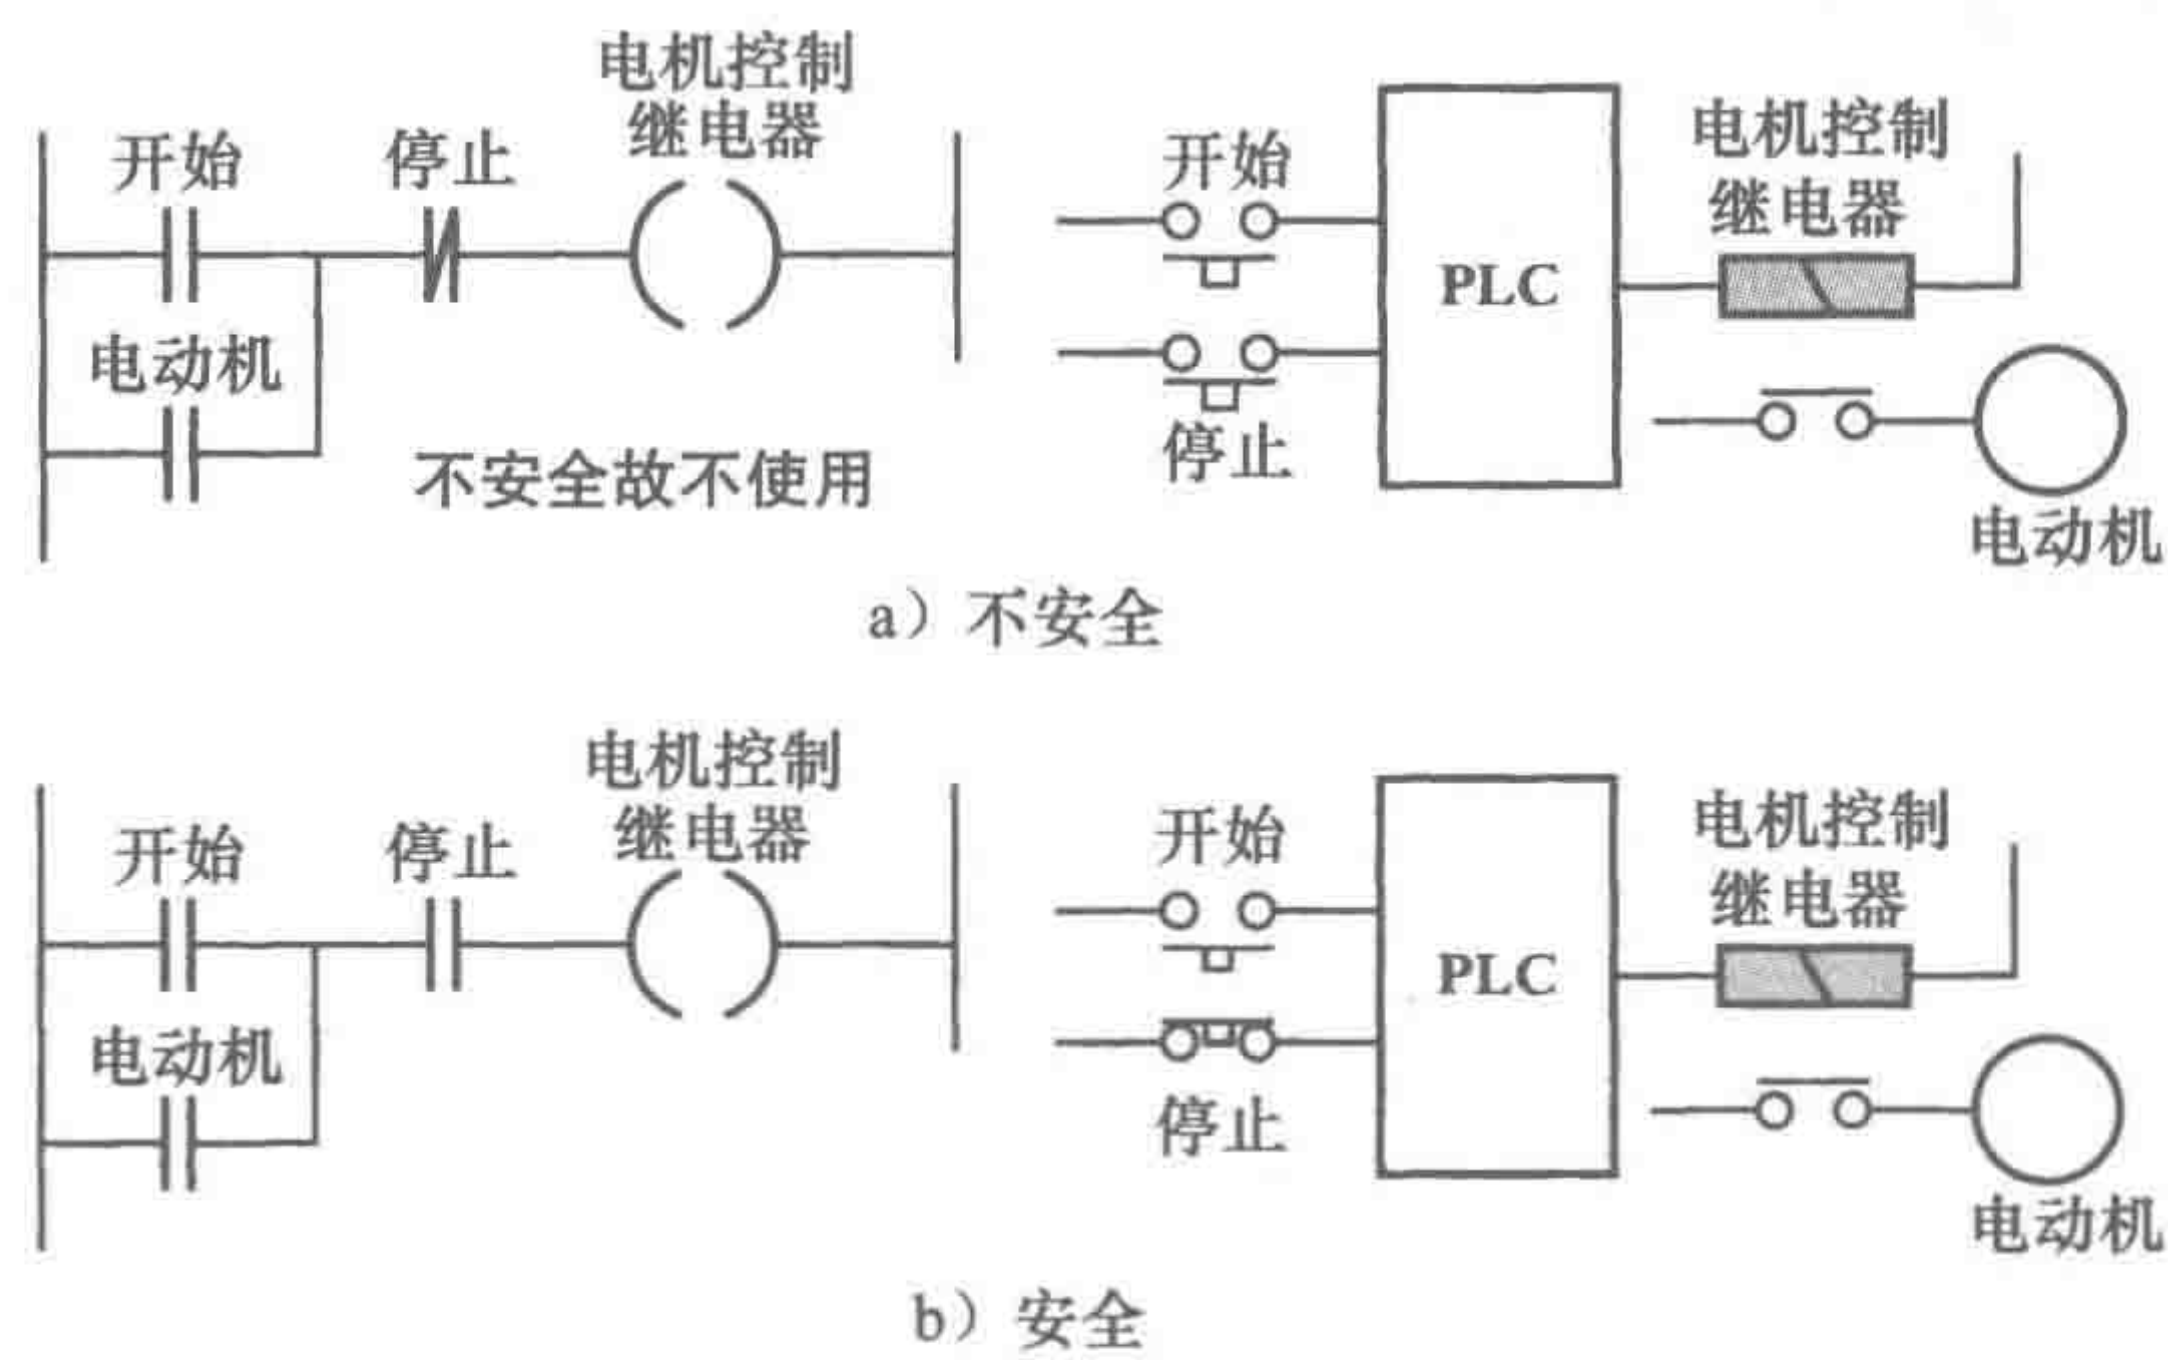 电机控制
继电器
开始
停止
电动机
不安全故不使用
开始
PLC
电机控制
继电器
停止
电动机
a）不安全
电机控制
继电器
开始
停止
电动机
开始
PLC
电机控制
继电器
停止
电动机
b）安全